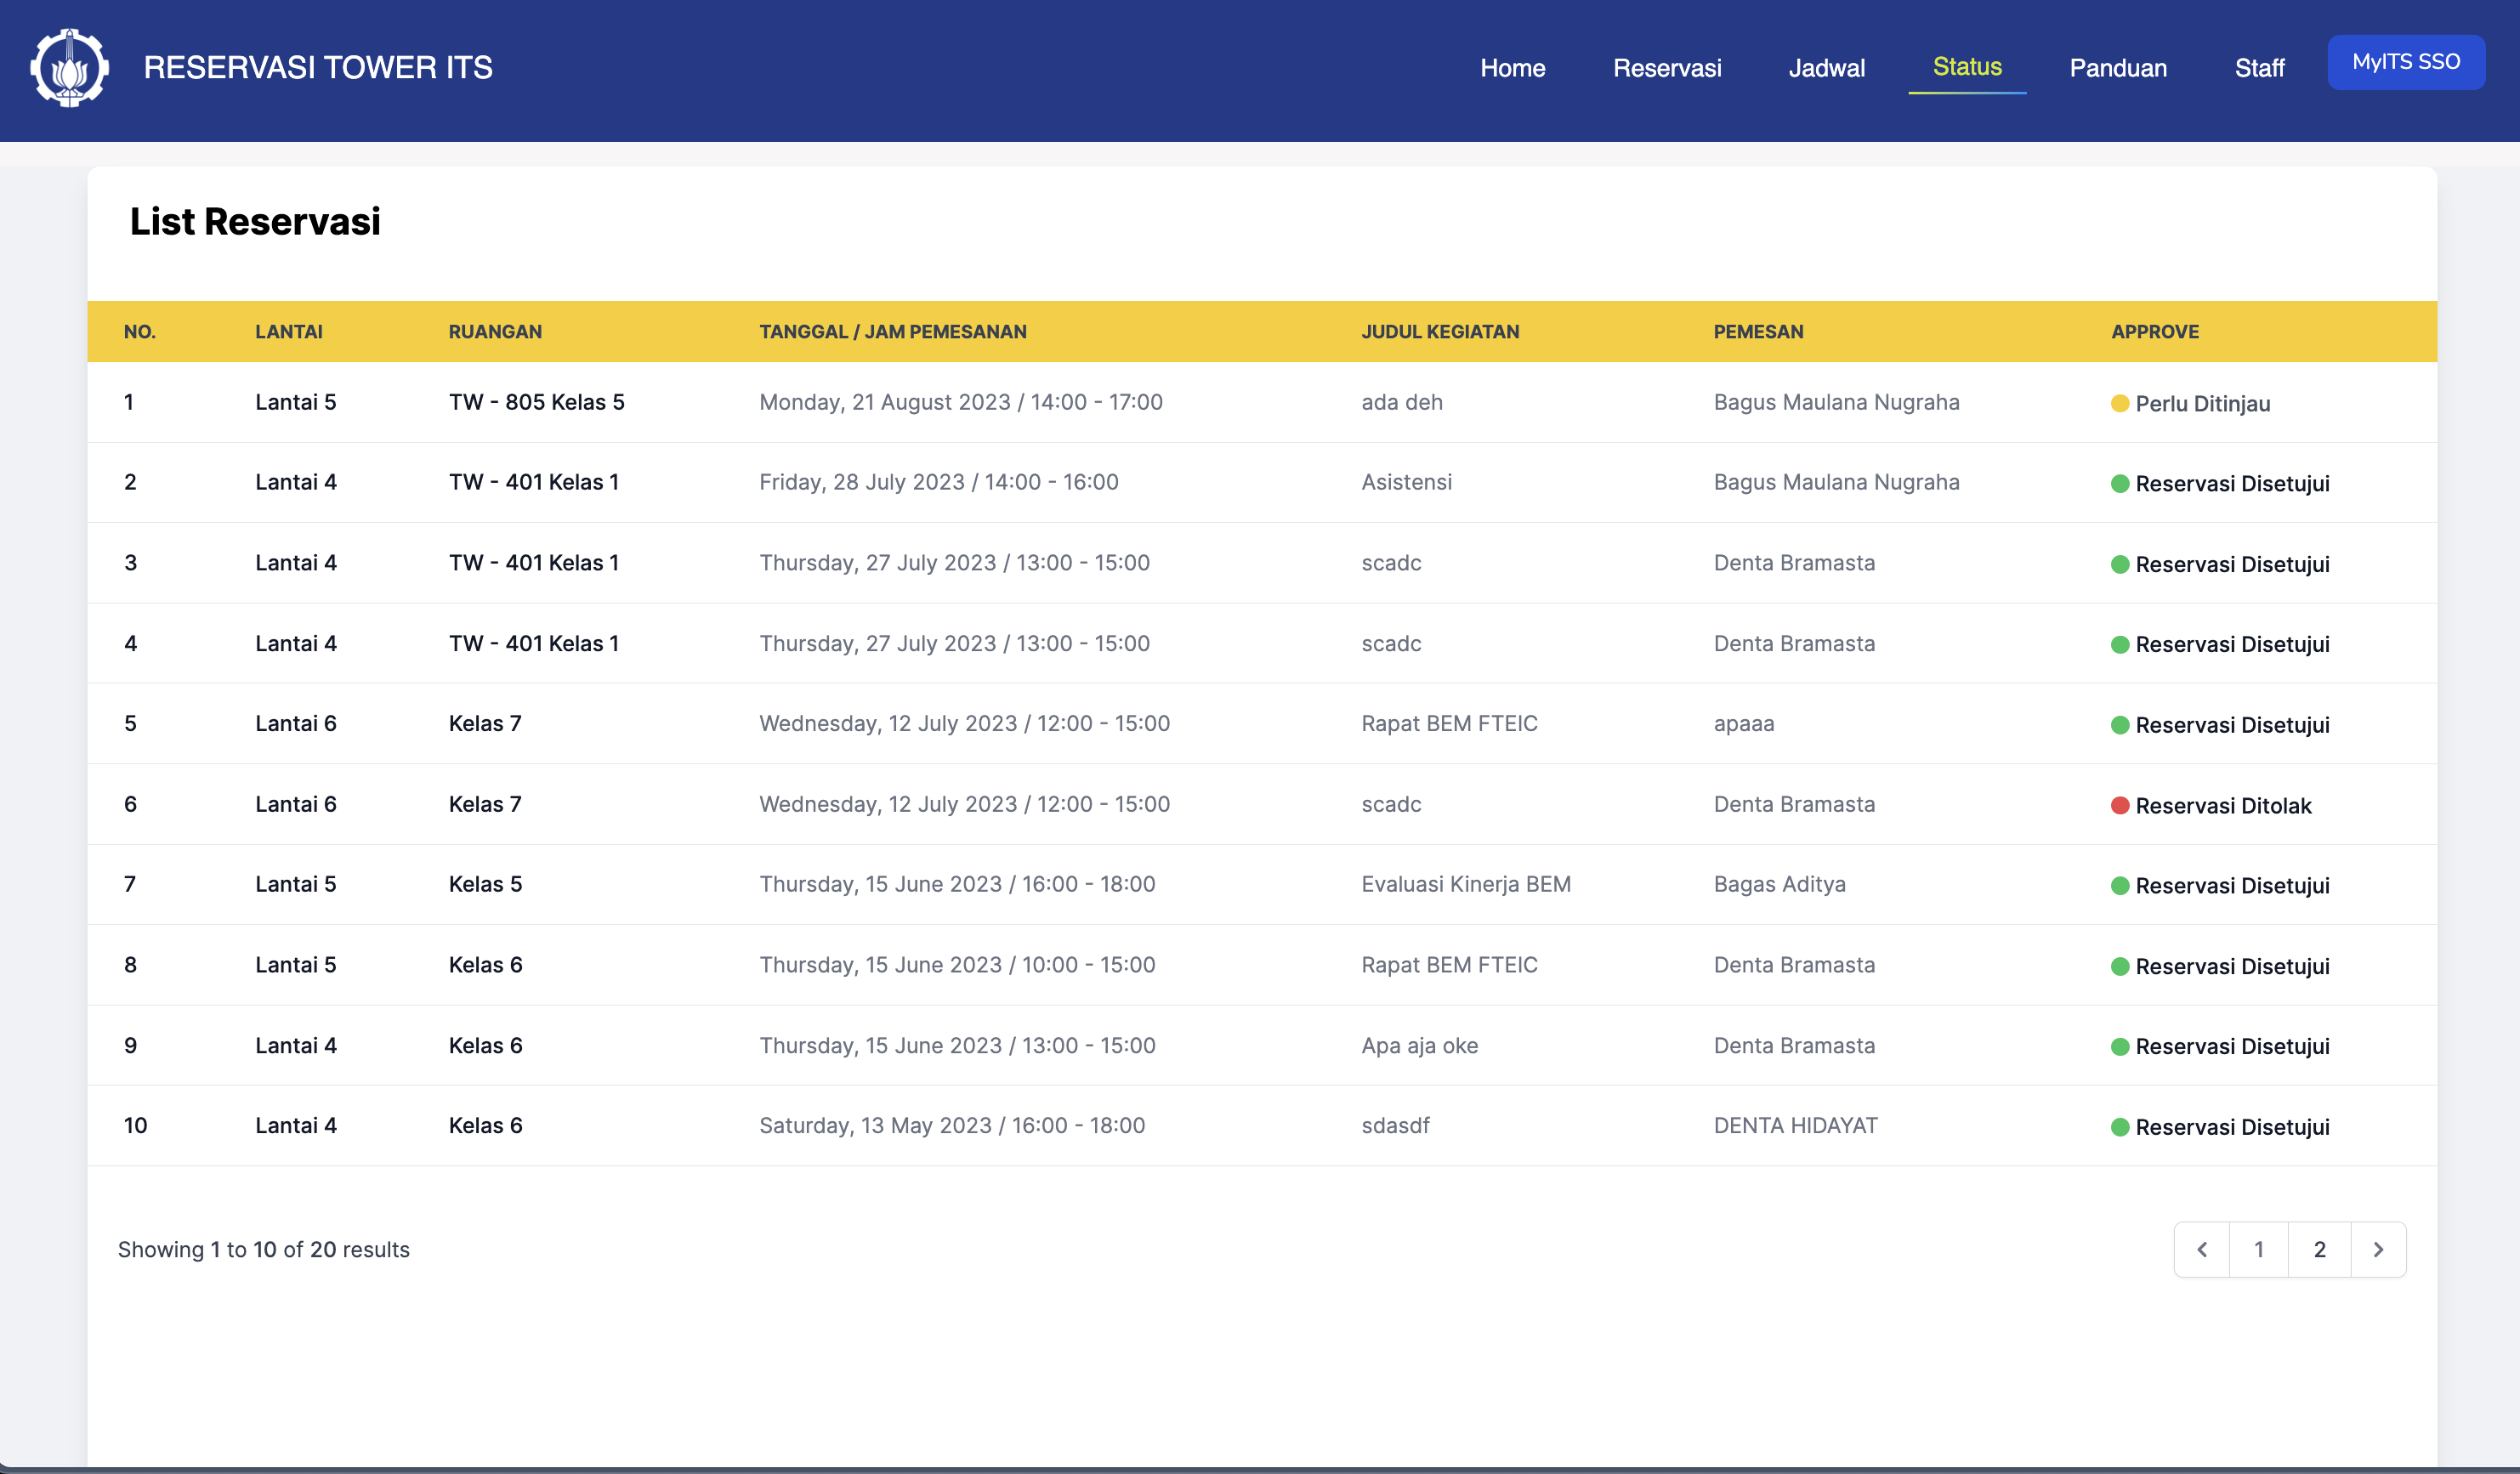 RESERVASI TOWER ITS Home Reservasi Jadwal Status Panduan Staff MyITS SSO
List Reservasi
NO. LANTAI RUANGAN TANGGAL / JAM PEMESANAN JUDUL KEGIATAN PEMESAN APPROVE
1 Lantai 5 TW - 805 Kelas 5 Monday, 21 August 2023 / 14:00 - 17:00 ada deh Bagus Maulana Nugraha Perlu Ditinjau
2 Lantai 4 TW - 401 Kelas 1 Friday, 28 July 2023 / 14:00 - 16:00 Asistensi Bagus Maulana Nugraha Reservasi Disetujui
3 Lantai 4 TW - 401 Kelas 1 Thursday, 27 July 2023 / 13:00 - 15:00 scadc Denta Bramasta Reservasi Disetujui
4 Lantai 4 TW - 401 Kelas 1 Thursday, 27 July 2023 / 13:00 - 15:00 scadc Denta Bramasta Reservasi Disetujui
5 Lantai 6 Kelas 7 Wednesday, 12 July 2023 / 12:00 - 15:00 Rapat BEM FTEIC apaaa Reservasi Disetujui
6 Lantai 6 Kelas 7 Wednesday, 12 July 2023 / 12:00 - 15:00 scadc Denta Bramasta Reservasi Ditolak
7 Lantai 5 Kelas 5 Thursday, 15 June 2023 / 16:00 - 18:00 Evaluasi Kinerja BEM Bagas Aditya Reservasi Disetujui
8 Lantai 5 Kelas 6 Thursday, 15 June 2023 / 10:00 - 15:00 Rapat BEM FTEIC Denta Bramasta Reservasi Disetujui
9 Lantai 4 Kelas 6 Thursday, 15 June 2023 / 13:00 - 15:00 Apa aja oke Denta Bramasta Reservasi Disetujui
10 Lantai 4 Kelas 6 Saturday, 13 May 2023 / 16:00 - 18:00 sdasdf DENTA HIDAYAT Reservasi Disetujui
Showing 1 to 10 of 20 results 1 2